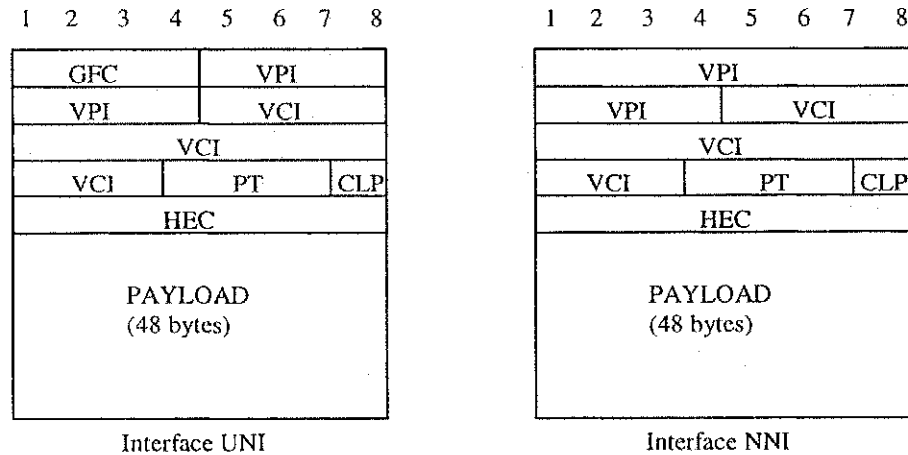 1 2 3 4 5 6 7 8
GFC VPI
VPI VCI
VCI
VCI PT CLP
HEC
PAYLOAD
(48 bytes)
Interface UNI
1 2 3 4 5 6 7 8
VPI
VPI VCI
VCI
VCI PT CLP
HEC
PAYLOAD
(48 bytes)
Interface NNI